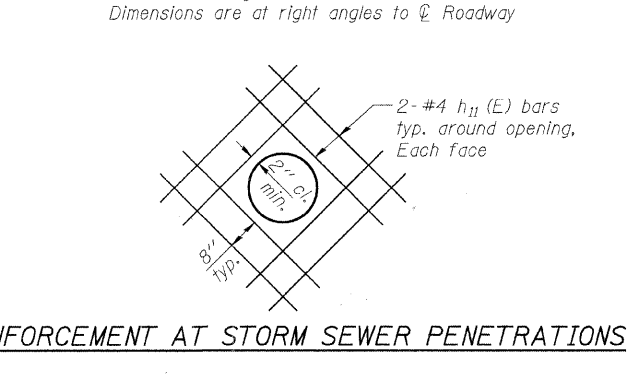 Dimensions are at right angles to ℄ Roadway
2-#4 h11 (E) bars
typ. around opening,
Each face
2" cl.
min.
8"
typ.
NFORCEMENT AT STORM SEWER PENETRATIONS